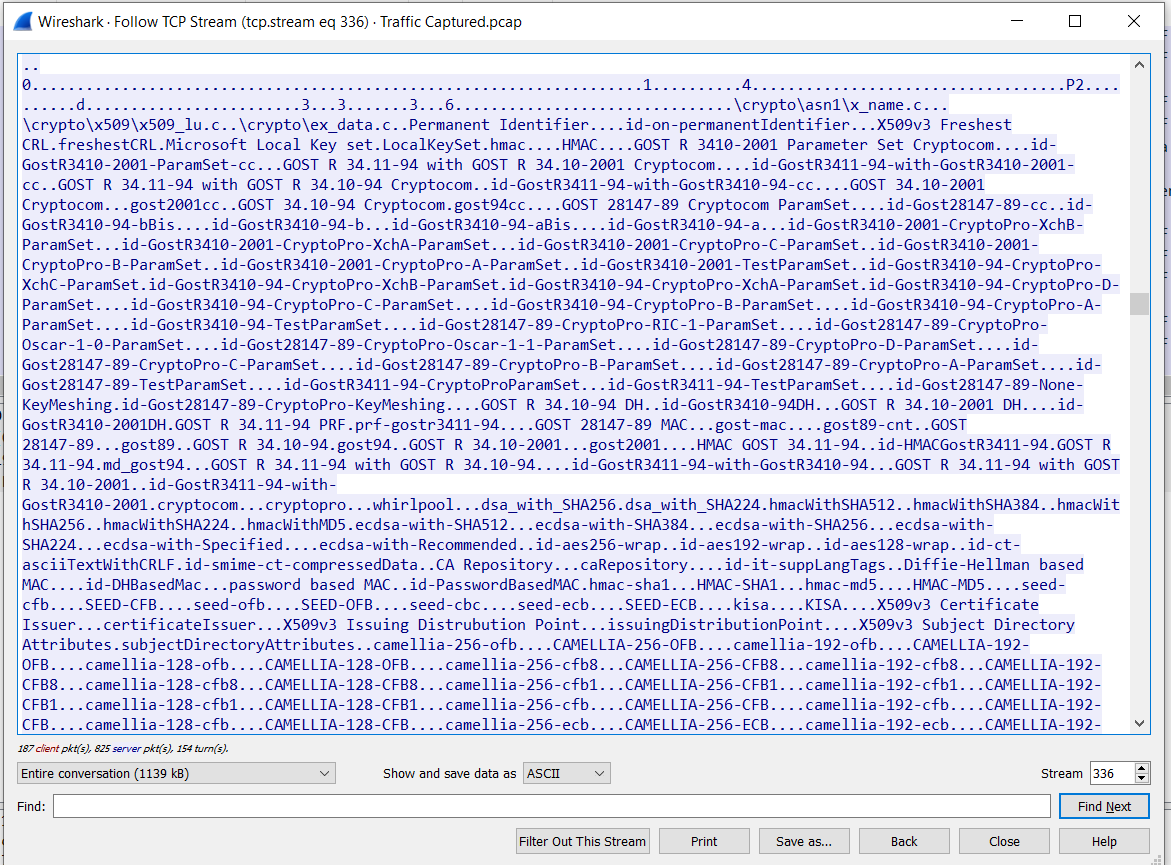 Wireshark · Follow TCP Stream (tcp.stream eq 336) · Traffic Captured.pcap
..
0....................................................................1..........4...................................P2....
......d........................3...3.......3...6...............................\crypto\asn1\x_name.c...
\crypto\x509\x509_lu.c..\crypto\ex_data.c..Permanent Identifier....id-on-permanentIdentifier...X509v3 Freshest
CRL.freshestCRL.Microsoft Local Key set.LocalKeySet.hmac....HMAC....GOST R 3410-2001 Parameter Set Cryptocom....id-
GostR3410-2001-ParamSet-cc...GOST R 34.11-94 with GOST R 34.10-2001 Cryptocom....id-GostR3411-94-with-GostR3410-2001-
cc..GOST R 34.11-94 with GOST R 34.10-94 Cryptocom..id-GostR3411-94-with-GostR3410-94-cc....GOST 34.10-2001
Cryptocom...gost2001cc..GOST 34.10-94 Cryptocom.gost94cc....GOST 28147-89 Cryptocom ParamSet....id-Gost28147-89-cc..id-
GostR3410-94-bBis....id-GostR3410-94-b...id-GostR3410-94-aBis....id-GostR3410-94-a...id-GostR3410-2001-CryptoPro-XchB-
ParamSet...id-GostR3410-2001-CryptoPro-XchA-ParamSet...id-GostR3410-2001-CryptoPro-C-ParamSet..id-GostR3410-2001-
CryptoPro-B-ParamSet..id-GostR3410-2001-CryptoPro-A-ParamSet..id-GostR3410-2001-TestParamSet..id-GostR3410-94-CryptoPro-
XchC-ParamSet.id-GostR3410-94-CryptoPro-XchB-ParamSet.id-GostR3410-94-CryptoPro-XchA-ParamSet.id-GostR3410-94-CryptoPro-D-
ParamSet....id-GostR3410-94-CryptoPro-C-ParamSet....id-GostR3410-94-CryptoPro-B-ParamSet....id-GostR3410-94-CryptoPro-A-
ParamSet....id-GostR3410-94-TestParamSet....id-Gost28147-89-CryptoPro-RIC-1-ParamSet....id-Gost28147-89-CryptoPro-
Oscar-1-0-ParamSet....id-Gost28147-89-CryptoPro-Oscar-1-1-ParamSet....id-Gost28147-89-CryptoPro-D-ParamSet....id-
Gost28147-89-CryptoPro-C-ParamSet....id-Gost28147-89-CryptoPro-B-ParamSet....id-Gost28147-89-CryptoPro-A-ParamSet....id-
Gost28147-89-TestParamSet....id-GostR3411-94-CryptoProParamSet...id-GostR3411-94-TestParamSet....id-Gost28147-89-None-
KeyMeshing.id-Gost28147-89-CryptoPro-KeyMeshing....GOST R 34.10-94 DH..id-GostR3410-94DH...GOST R 34.10-2001 DH....id-
GostR3410-2001DH.GOST R 34.11-94 PRF.prf-gostr3411-94....GOST 28147-89 MAC...gost-mac....gost89-cnt..GOST
28147-89...gost89..GOST R 34.10-94.gost94..GOST R 34.10-2001...gost2001....HMAC GOST 34.11-94..id-HMACGostR3411-94.GOST R
34.11-94.md_gost94...GOST R 34.11-94 with GOST R 34.10-94....id-GostR3411-94-with-GostR3410-94...GOST R 34.11-94 with GOST
R 34.10-2001..id-GostR3411-94-with-
GostR3410-2001.cryptocom...cryptopro...whirlpool...dsa_with_SHA256.dsa_with_SHA224.hmacWithSHA512..hmacWithSHA384..hmacWit
hSHA256..hmacWithSHA224..hmacWithMD5.ecdsa-with-SHA512...ecdsa-with-SHA384...ecdsa-with-SHA256...ecdsa-with-
SHA224...ecdsa-with-Specified....ecdsa-with-Recommended..id-aes256-wrap..id-aes192-wrap..id-aes128-wrap..id-ct-
asciiTextWithCRLF.id-smime-ct-compressedData..CA Repository...caRepository....id-it-suppLangTags..Diffie-Hellman based
MAC....id-DHBasedMac...password based MAC..id-PasswordBasedMAC.hmac-sha1...HMAC-SHA1...hmac-md5....HMAC-MD5....seed-
cfb....SEED-CFB....seed-ofb....SEED-OFB....seed-cbc....seed-ecb....SEED-ECB....kisa....KISA....X509v3 Certificate
Issuer...certificateIssuer...X509v3 Issuing Distrubution Point...issuingDistributionPoint....X509v3 Subject Directory
Attributes.subjectDirectoryAttributes..camellia-256-ofb....CAMELLIA-256-OFB....camellia-192-ofb....CAMELLIA-192-
OFB....camellia-128-ofb....CAMELLIA-128-OFB....camellia-256-cfb8...CAMELLIA-256-CFB8...camellia-192-cfb8...CAMELLIA-192-
CFB8...camellia-128-cfb8...CAMELLIA-128-CFB8...camellia-256-cfb1...CAMELLIA-256-CFB1...camellia-192-cfb1...CAMELLIA-192-
CFB1...camellia-128-cfb1...CAMELLIA-128-CFB1...camellia-256-cfb....CAMELLIA-256-CFB....camellia-192-cfb....CAMELLIA-192-
CFB....camellia-128-cfb....CAMELLIA-128-CFB....camellia-256-ecb....CAMELLIA-256-ECB....camellia-192-ecb....CAMELLIA-192-
187 client pkt(s), 825 server pkt(s), 154 turn(s).
Entire conversation (1139 kB) Show and save data as ASCII Stream 336
Find: Find Next
Filter Out This Stream Print Save as... Back Close Help